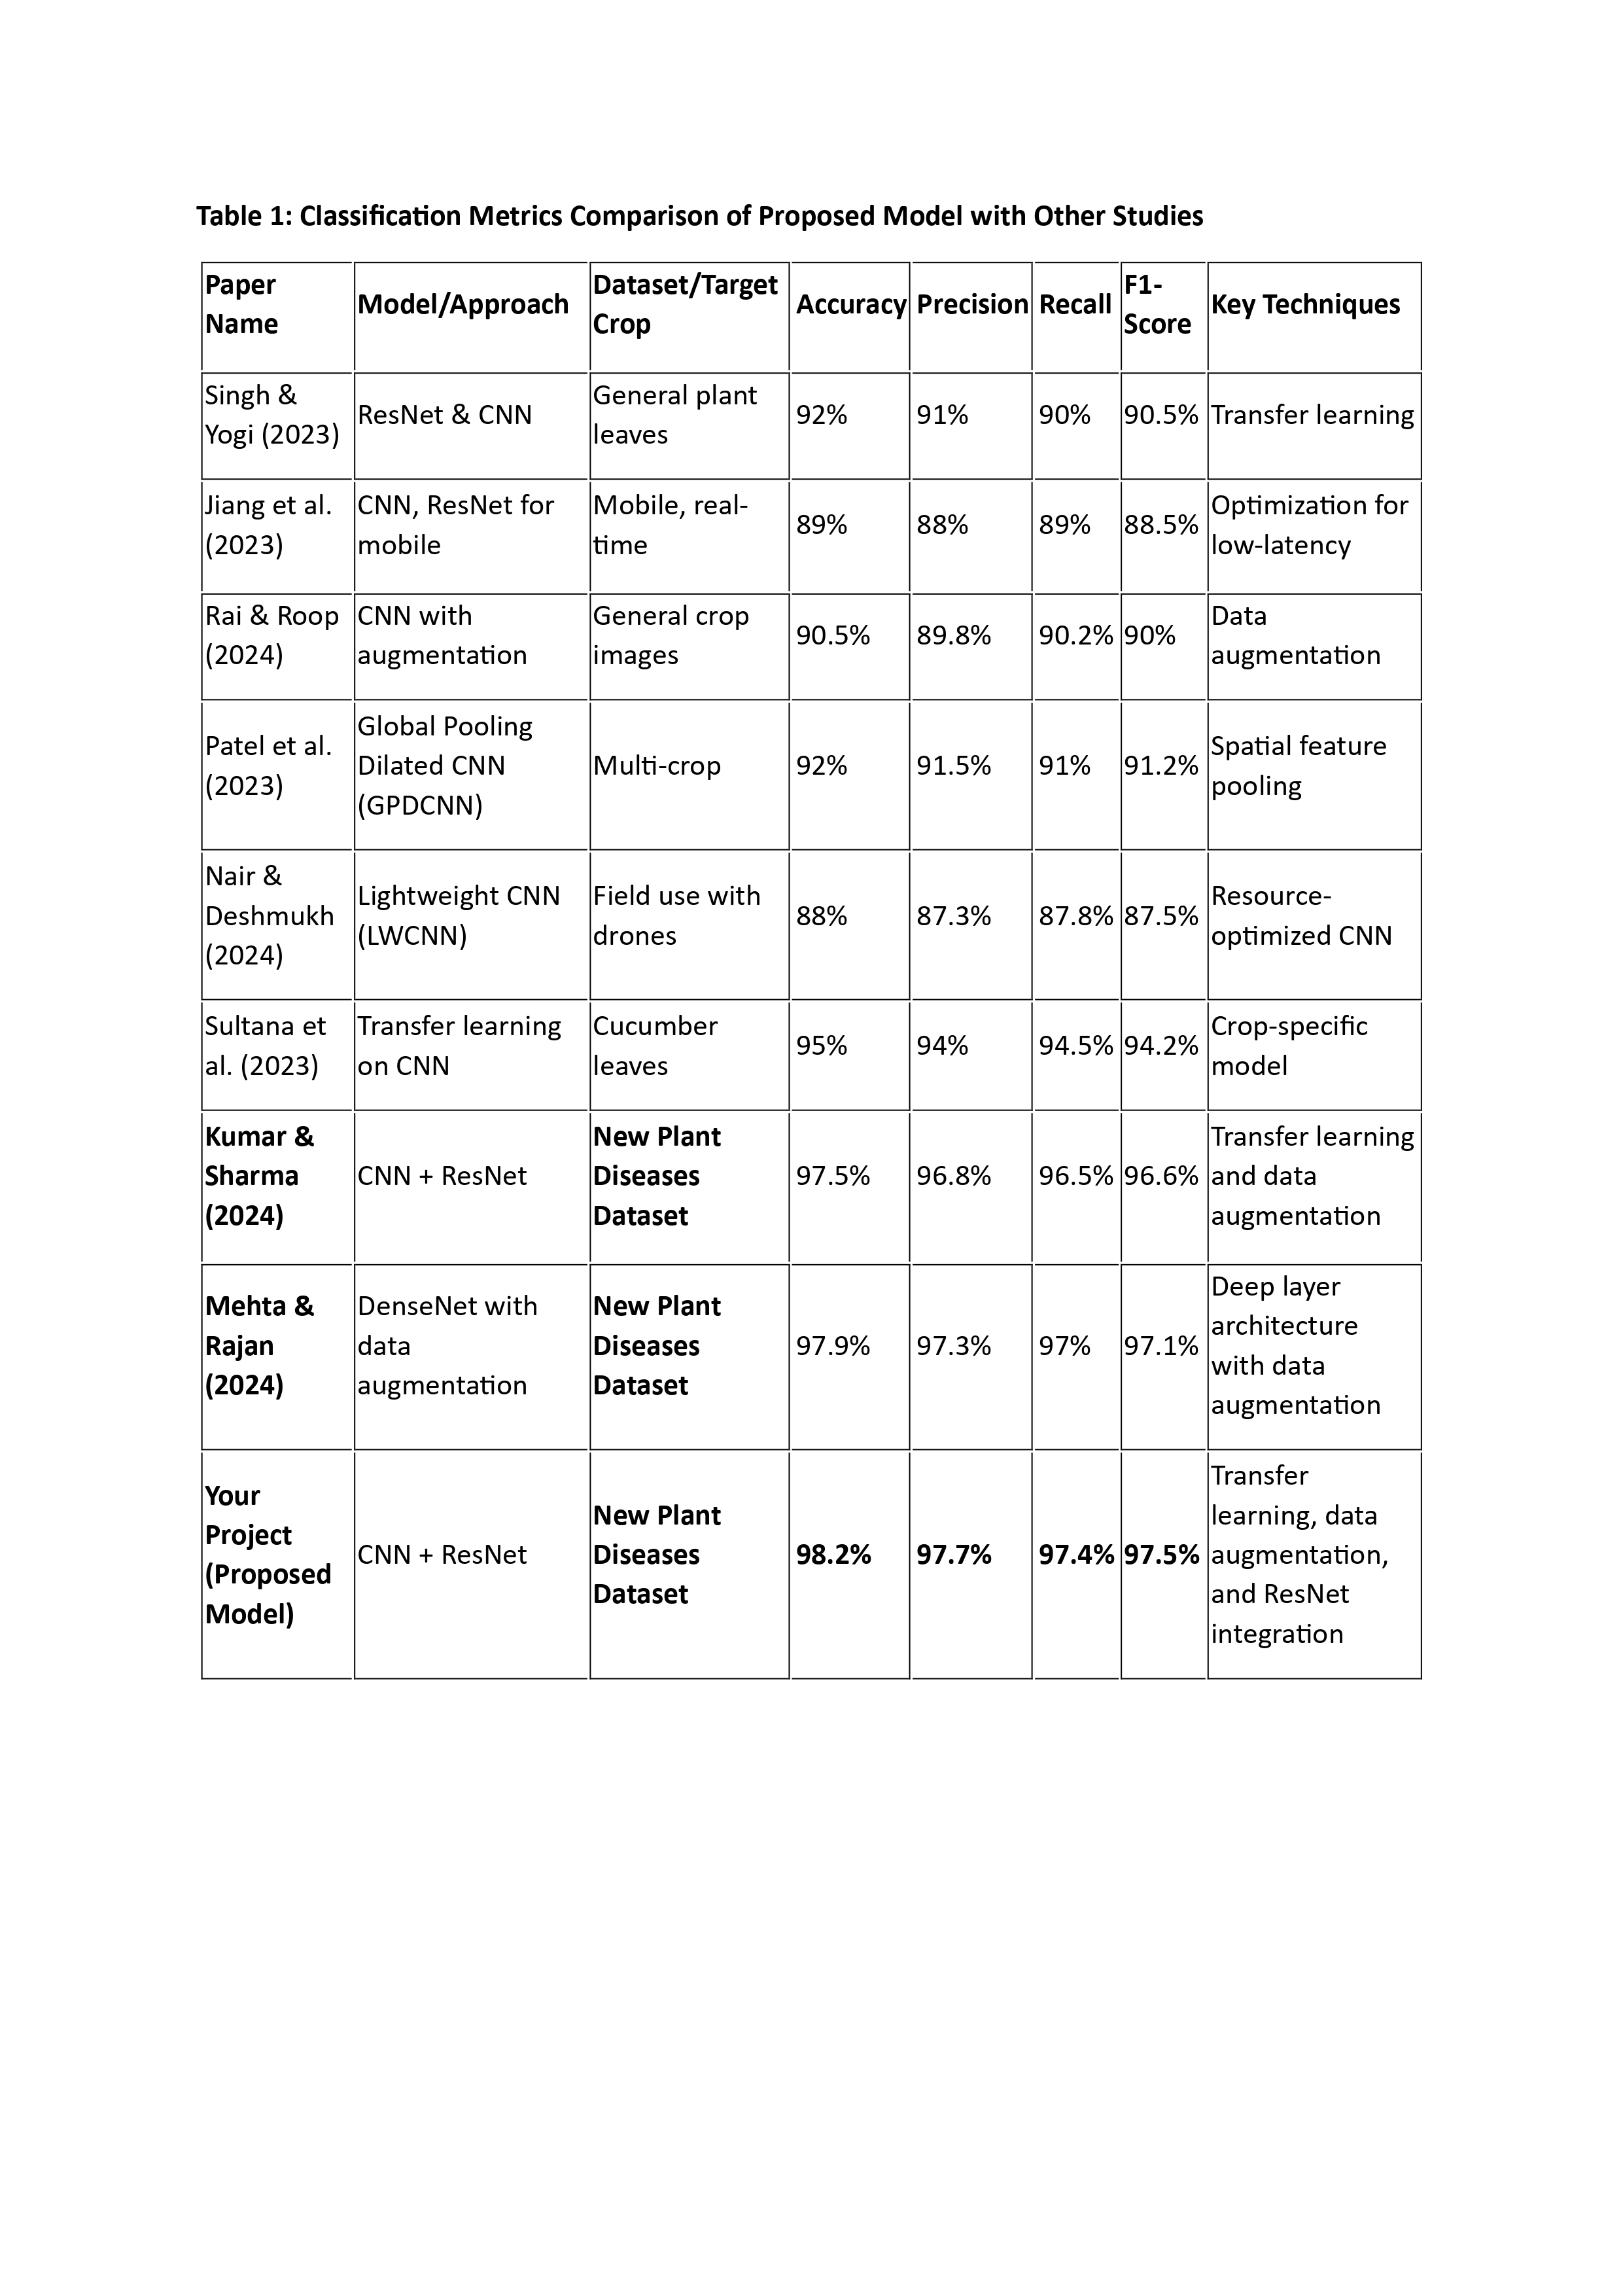 Table 1: Classification Metrics Comparison of Proposed Model with Other Studies
Paper
Name
Model/Approach
Dataset/Target
Crop
Accuracy
Precision
Recall
F1-
Score
Key Techniques
Singh &
Yogi (2023)
ResNet & CNN
General plant
leaves
92%
91%
90%
90.5%
Transfer learning
Jiang et al.
(2023)
CNN, ResNet for
mobile
Mobile, real-
time
89%
88%
89%
88.5%
Optimization for
low-latency
Rai & Roop
(2024)
CNN with
augmentation
General crop
images
90.5%
89.8%
90.2%
90%
Data
augmentation
Patel et al.
(2023)
Global Pooling
Dilated CNN
(GPDCNN)
Multi-crop
92%
91.5%
91%
91.2%
Spatial feature
pooling
Nair &
Deshmukh
(2024)
Lightweight CNN
(LWCNN)
Field use with
drones
88%
87.3%
87.8%
87.5%
Resource-
optimized CNN
Sultana et
al. (2023)
Transfer learning
on CNN
Cucumber
leaves
95%
94%
94.5%
94.2%
Crop-specific
model
Kumar &
Sharma
(2024)
CNN + ResNet
New Plant
Diseases
Dataset
97.5%
96.8%
96.5%
96.6%
Transfer learning
and data
augmentation
Mehta &
Rajan
(2024)
DenseNet with
data
augmentation
New Plant
Diseases
Dataset
97.9%
97.3%
97%
97.1%
Deep layer
architecture
with data
augmentation
Your
Project
(Proposed
Model)
CNN + ResNet
New Plant
Diseases
Dataset
98.2%
97.7%
97.4%
97.5%
Transfer
learning, data
augmentation,
and ResNet
integration